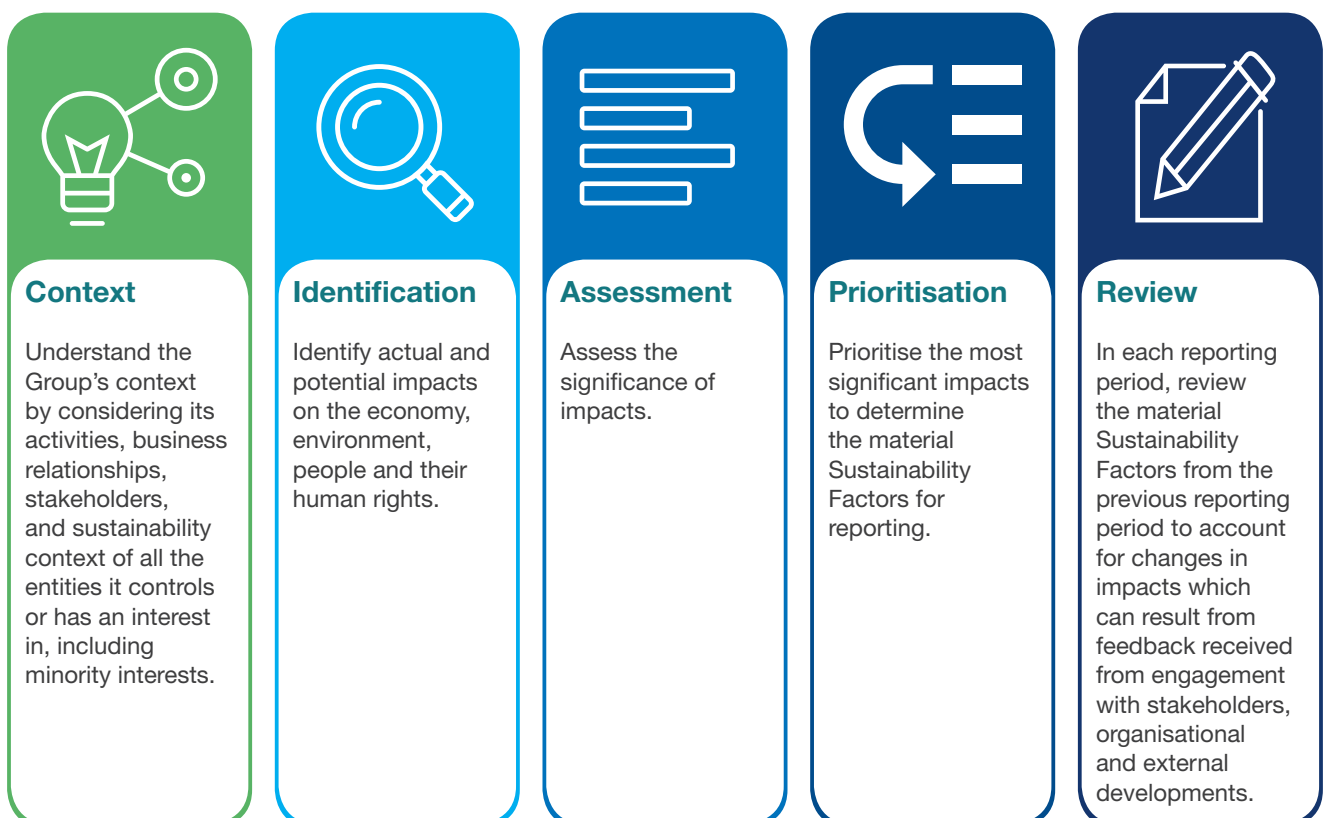 Context
Understand the
Group’s context
by considering its
activities, business
relationships,
stakeholders,
and sustainability
context of all the
entities it controls
or has an interest
in, including
minority interests.
Identification
Identify actual and
potential impacts
on the economy,
environment,
people and their
human rights.
Assessment
Assess the
significance of
impacts.
Prioritisation
Prioritise the most
significant impacts
to determine
the material
Sustainability
Factors for
reporting.
Review
In each reporting
period, review
the material
Sustainability
Factors from the
previous reporting
period to account
for changes in
impacts which
can result from
feedback received
from engagement
with stakeholders,
organisational
and external
developments.